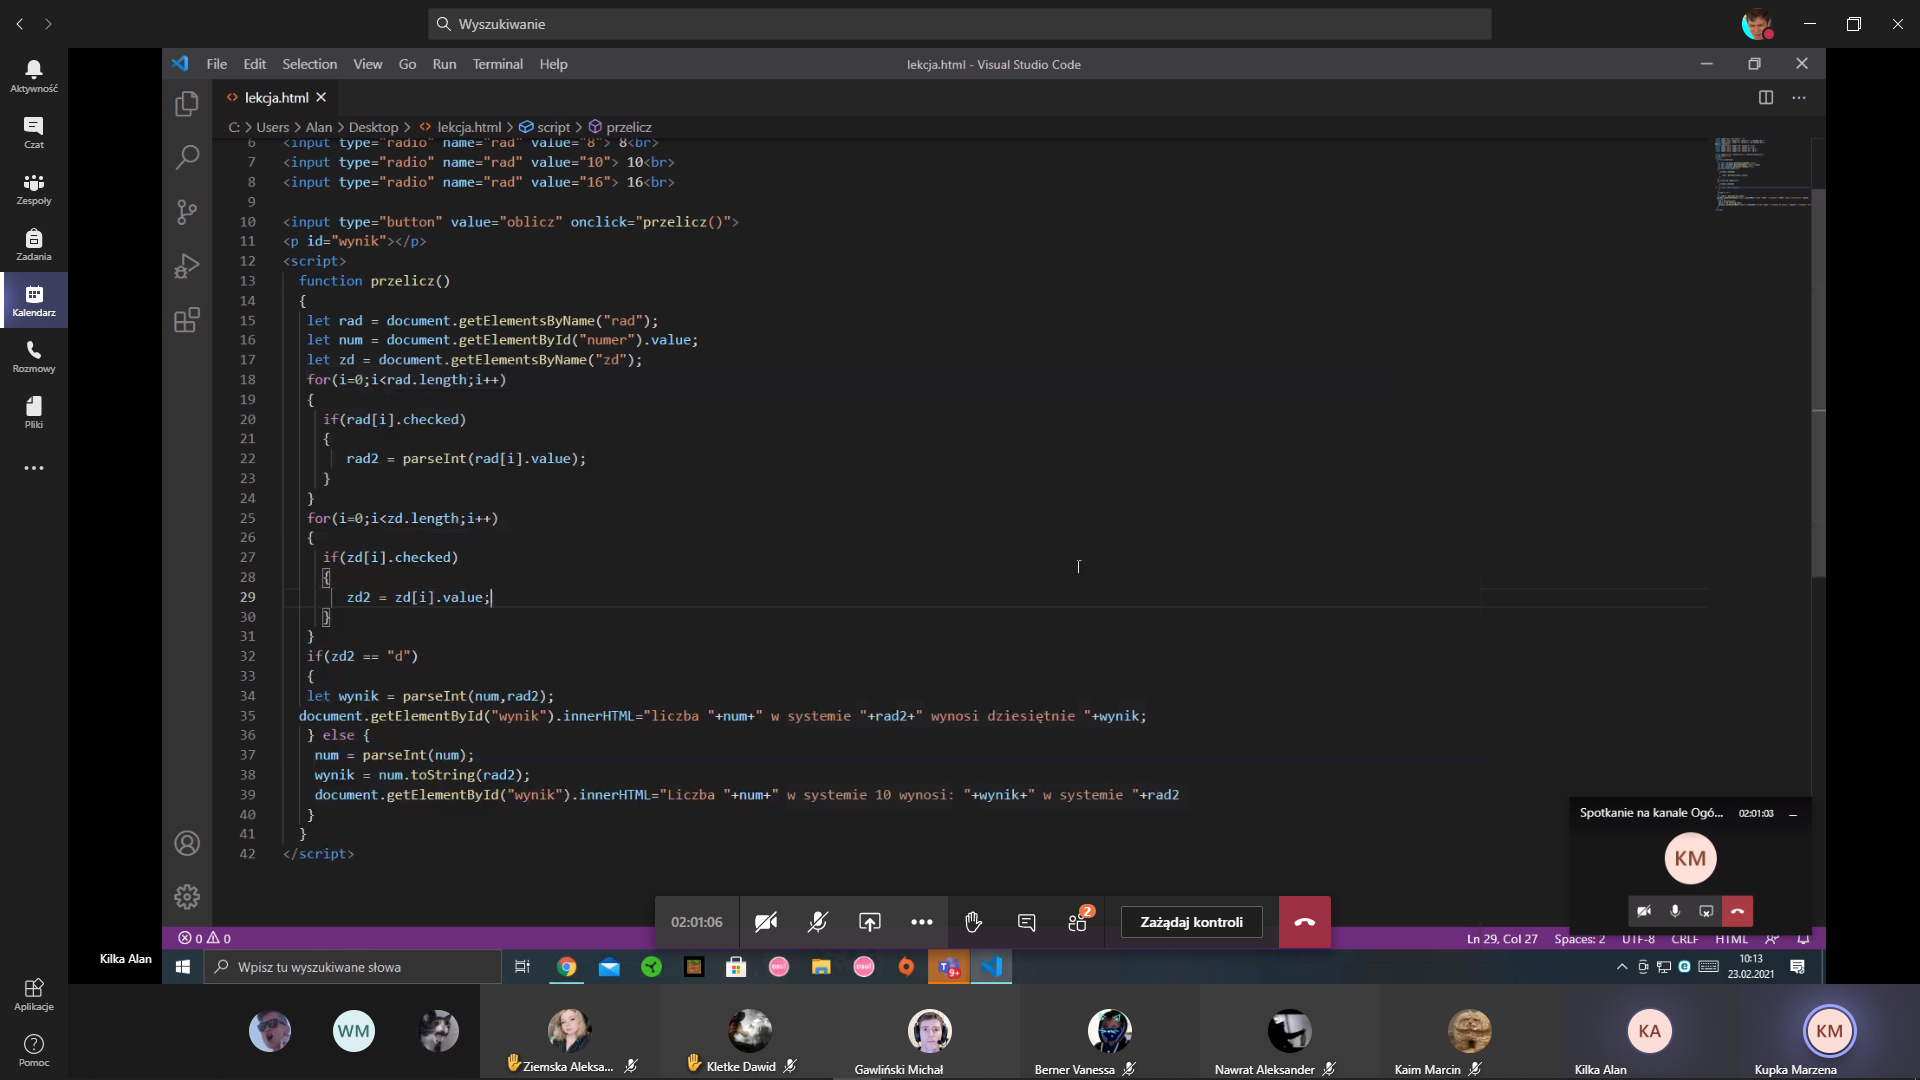 Wyszukiwanie
Aktywność
Czat
Zespoły
Zadania
Kalendarz
Rozmowy
Pliki
Aplikacje
Pomoc
File Edit Selection View Go Run Terminal Help
lekcja.html - Visual Studio Code
lekcja.html
C: > Users > Alan > Desktop > lekcja.html > script > przelicz
6 <input type="radio" name="rad" value="8"> 8<br>
7 <input type="radio" name="rad" value="10"> 10<br>
8 <input type="radio" name="rad" value="16"> 16<br>
9
10 <input type="button" value="oblicz" onclick="przelicz()">
11 <p id="wynik"></p>
12 <script>
13 function przelicz()
14 {
15 let rad = document.getElementsByName("rad");
16 let num = document.getElementById("numer").value;
17 let zd = document.getElementsByName("zd");
18 for(i=0;i<rad.length;i++)
19 {
20 if(rad[i].checked)
21 {
22 rad2 = parseInt(rad[i].value);
23 }
24 }
25 for(i=0;i<zd.length;i++)
26 {
27 if(zd[i].checked)
28 {
29 zd2 = zd[i].value;
30 }
31 }
32 if(zd2 == "d")
33 {
34 let wynik = parseInt(num,rad2);
35 document.getElementById("wynik").innerHTML="liczba "+num+" w systemie "+rad2+" wynosi dziesiętnie "+wynik;
36 } else {
37 num = parseInt(num);
38 wynik = num.toString(rad2);
39 document.getElementById("wynik").innerHTML="Liczba "+num+" w systemie 10 wynosi: "+wynik+" w systemie "+rad2
40 }
41 }
42 </script>
Spotkanie na kanale Ogó... 02:01:03
KM
02:01:06
2
Zażądaj kontroli
0 0
Ln 29, Col 27 Spaces: 2 UTF-8 CRLF HTML
Kilka Alan
Wpisz tu wyszukiwane słowa
osu!
osu!
9+
10:13
23.02.2021
WM
KA
KM
Ziemska Aleksa...
Kletke Dawid
Gawliński Michał
Berner Vanessa
Nawrat Aleksander
Kaim Marcin
Kilka Alan
Kupka Marzena